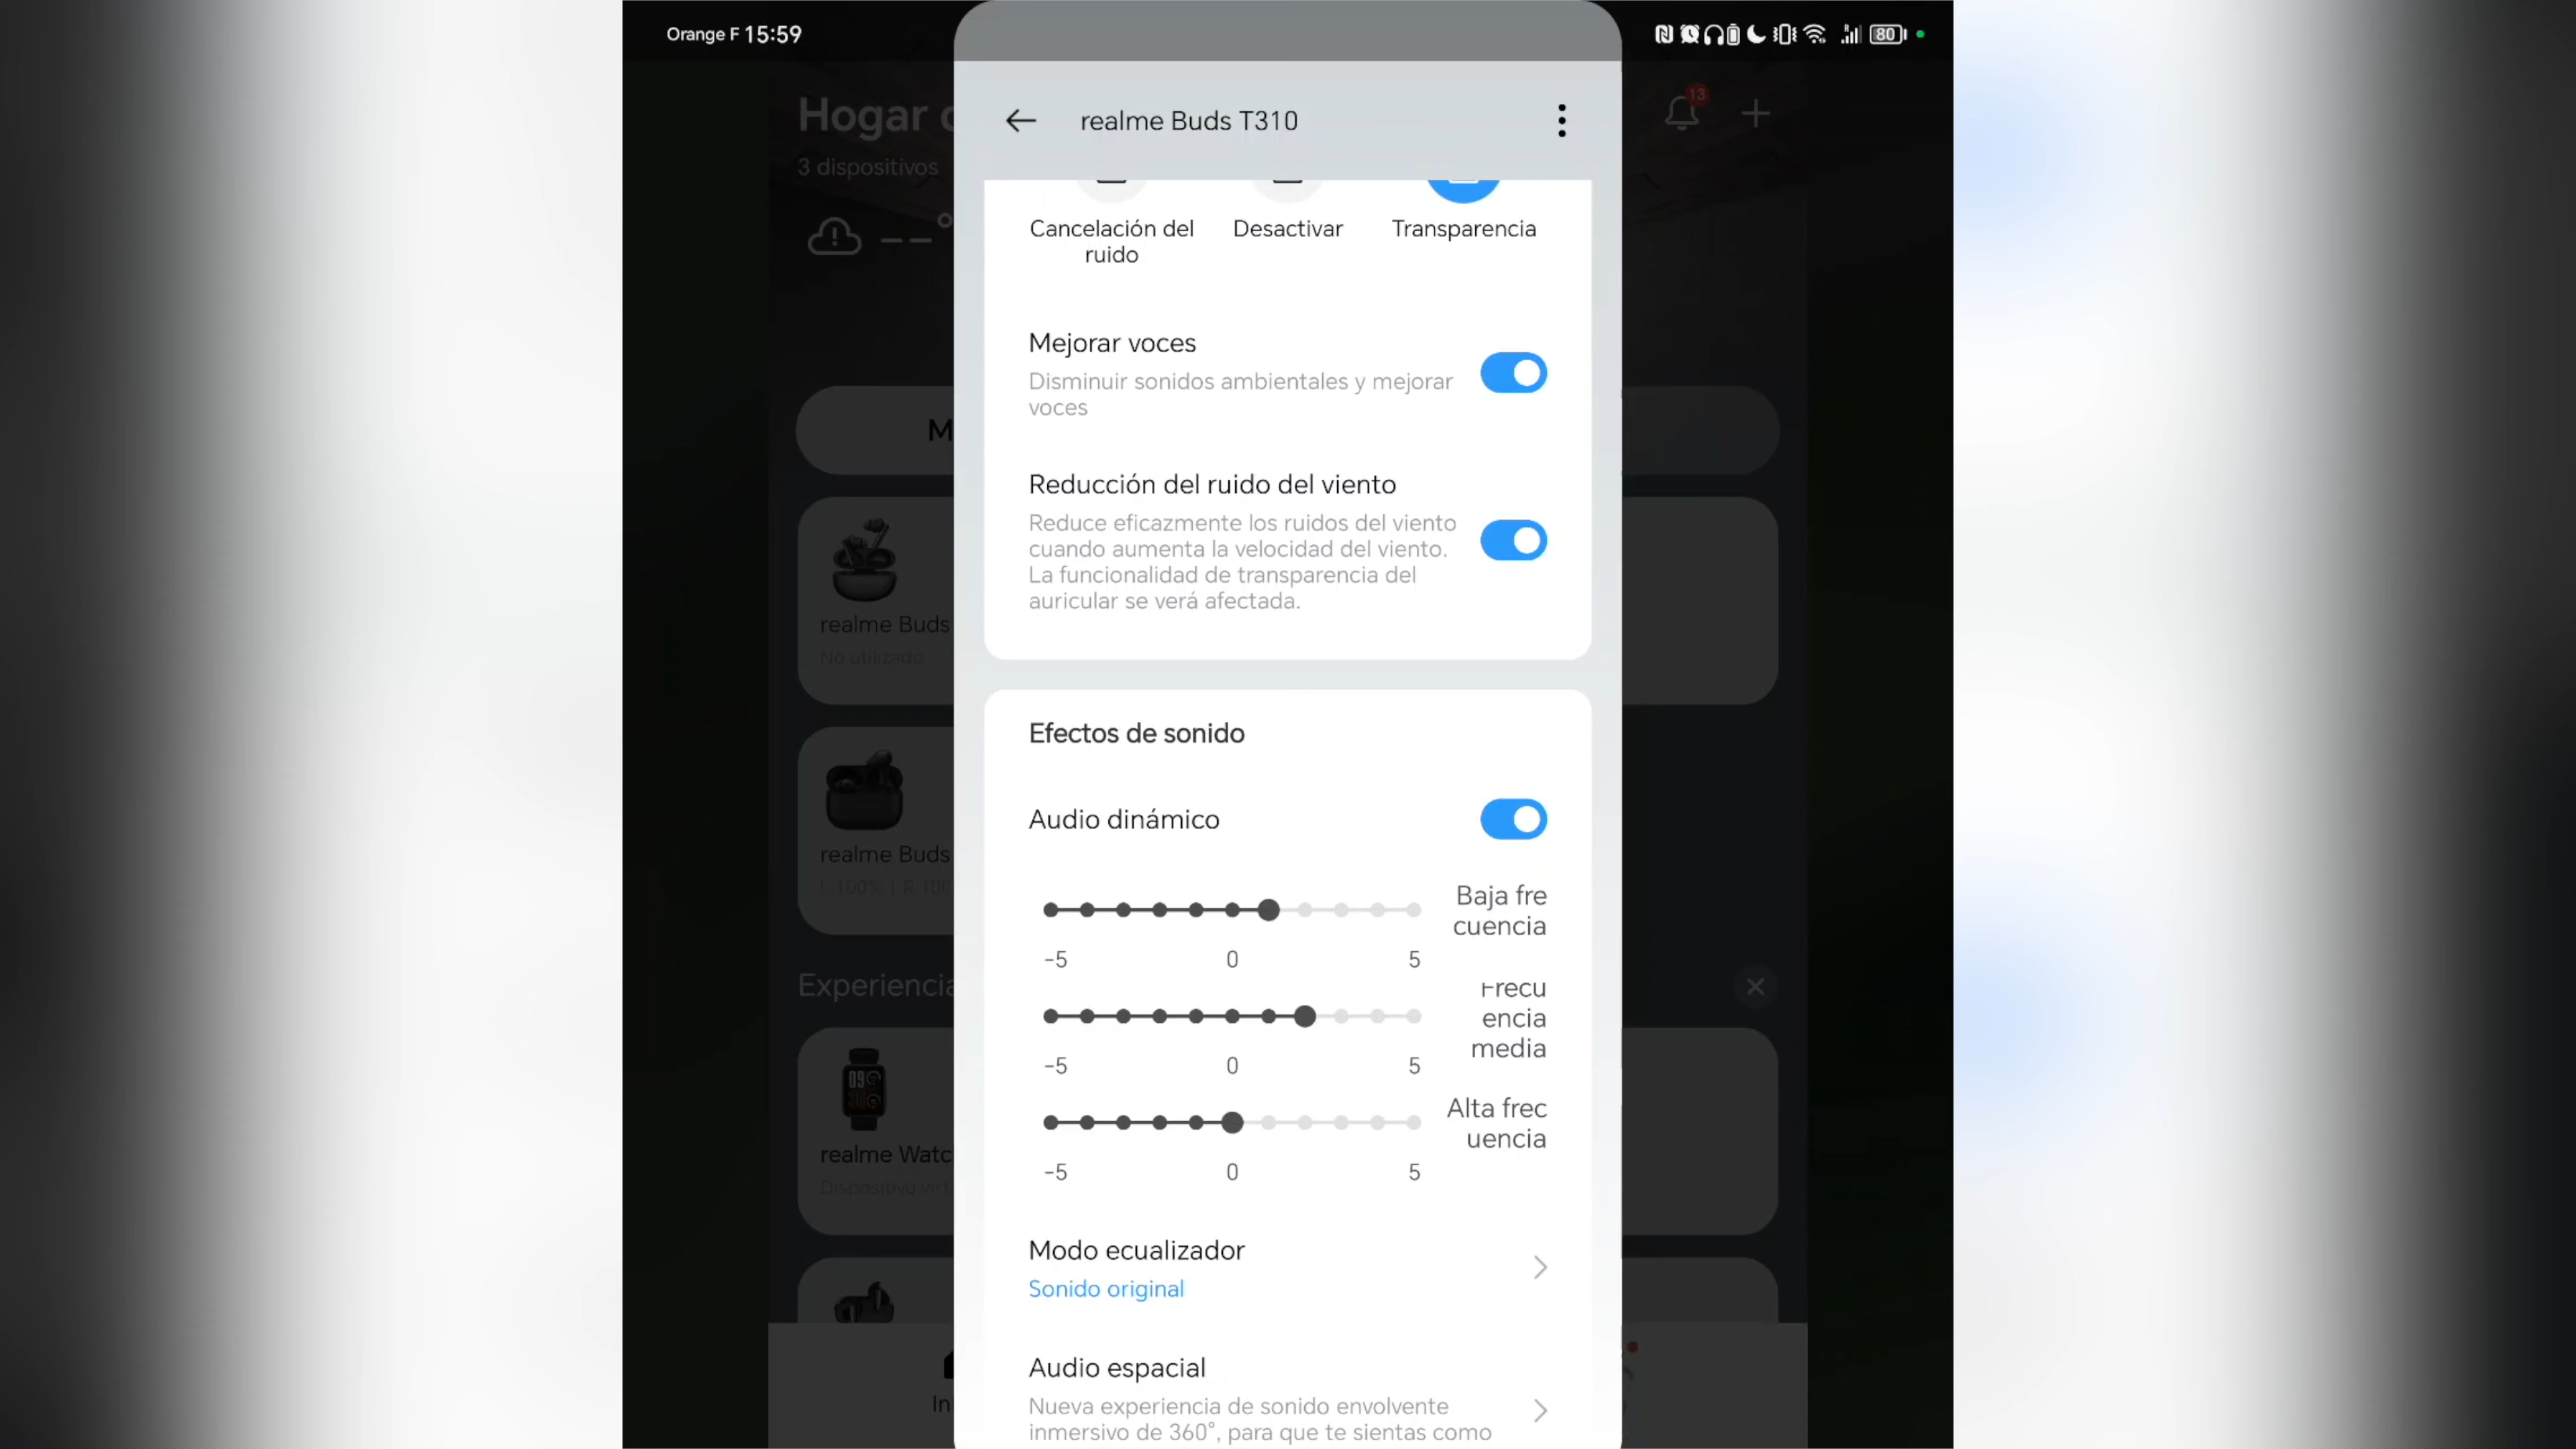 Orange F 15:59
80
realme Buds T310
Hogar
13
3 dispositivos
Cancelación del
ruido
Desactivar
Transparencia
Mejorar voces
Disminuir sonidos ambientales y mejorar
voces
M
Reducción del ruido del viento
Reduce eficazmente los ruidos del viento
cuando aumenta la velocidad del viento.
La funcionalidad de transparencia del
auricular se verá afectada.
realme Buds
No utilizado
Efectos de sonido
Audio dinámico
realme Buds
L 100% | R 100
Baja fre
cuencia
-5 0 5
Experiencia
Frecu
encia
media
-5 0 5
Alta frec
uencia
-5 0 5
09
realme Watc
Dispositivo virt
Modo ecualizador
Sonido original
Audio espacial
Nueva experiencia de sonido envolvente
inmersivo de 360°, para que te sientas como
In